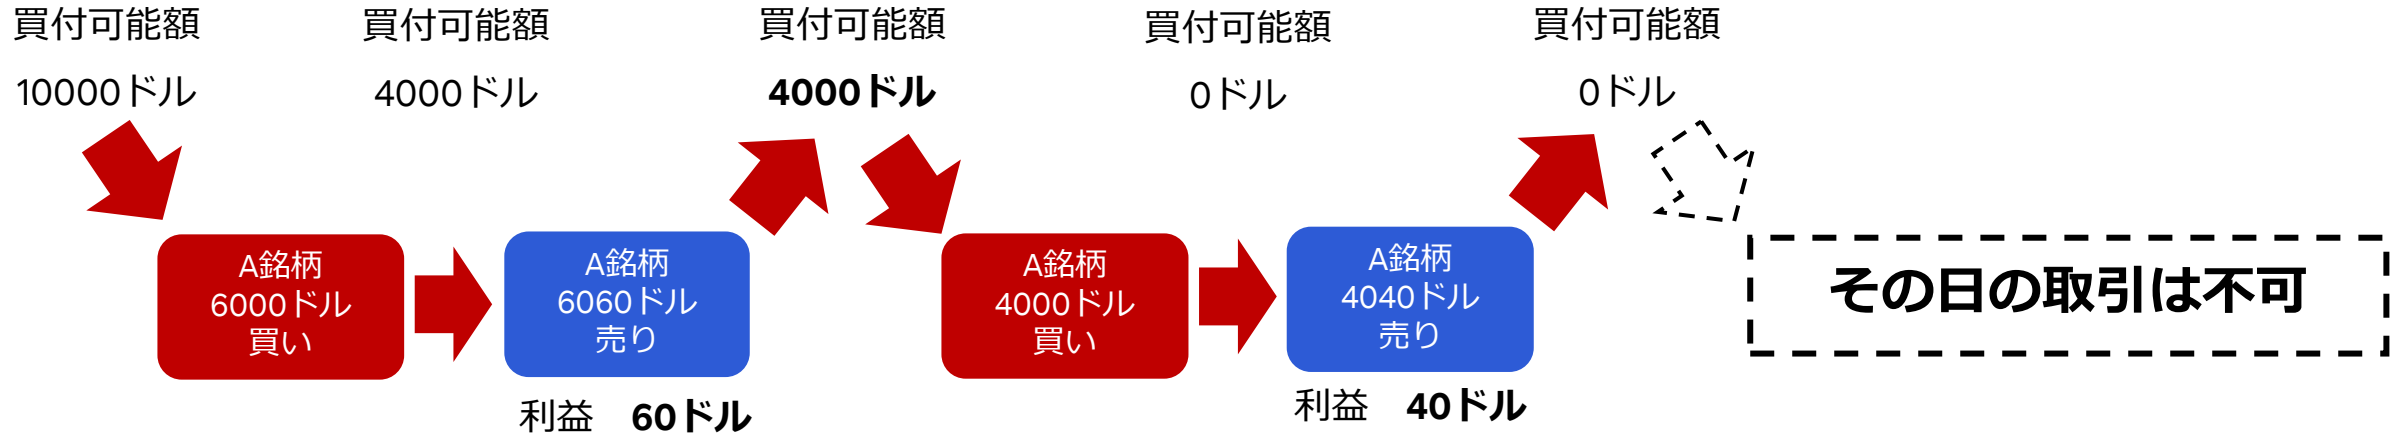 買付可能額
10000ドル
買付可能額
4000ドル
買付可能額
4000ドル
買付可能額
0ドル
買付可能額
0ドル
A銘柄
6000ドル
買い
A銘柄
6060ドル
売り
利益 60ドル
A銘柄
4000ドル
買い
A銘柄
4040ドル
売り
利益 40ドル
その日の取引は不可